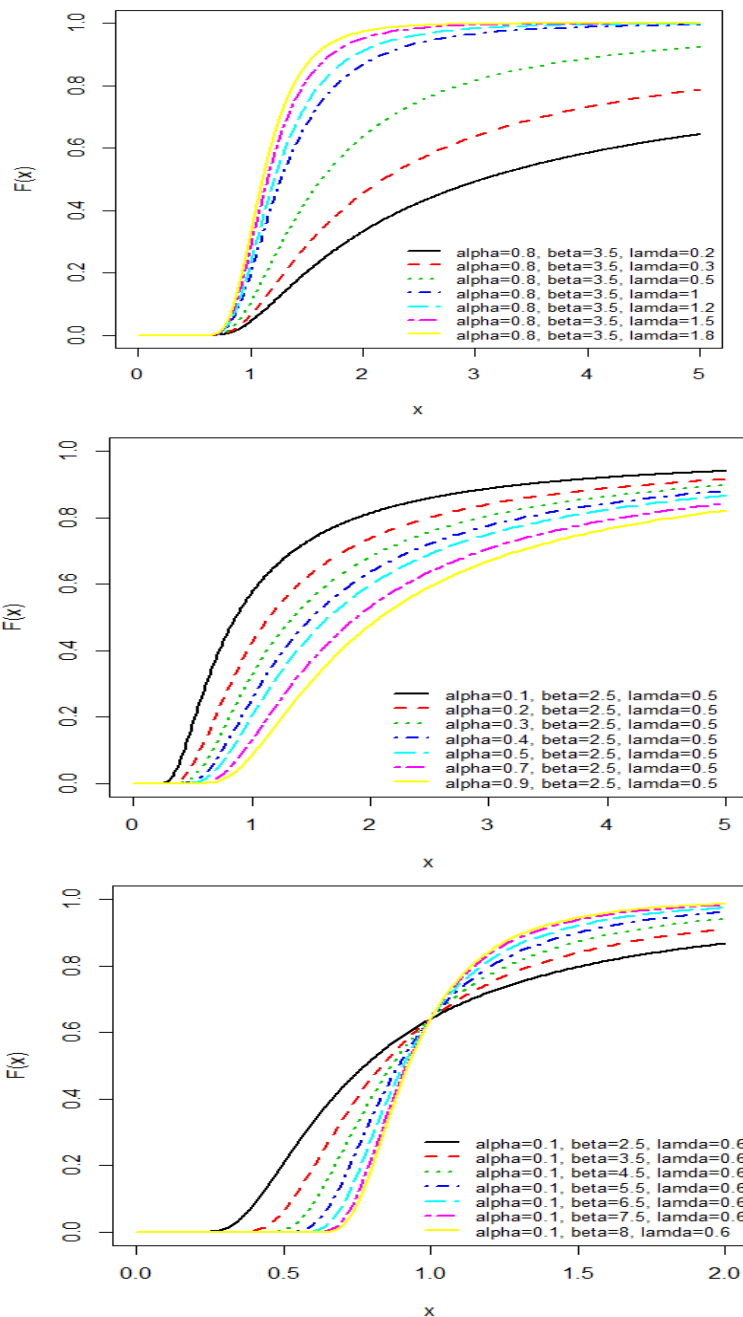 1.0
0.8
0.6
F(x)
0.4
0.2
0.0
alpha=0.8, beta=3.5, lamda=0.2
alpha=0.8, beta=3.5, lamda=0.3
alpha=0.8, beta=3.5, lamda=0.5
alpha=0.8, beta=3.5, lamda=1
alpha=0.8, beta=3.5, lamda=1.2
alpha=0.8, beta=3.5, lamda=1.5
alpha=0.8, beta=3.5, lamda=1.8
0 1 2 3 4 5
x
1.0
0.8
0.6
F(x)
0.4
0.2
0.0
alpha=0.1, beta=2.5, lamda=0.5
alpha=0.2, beta=2.5, lamda=0.5
alpha=0.3, beta=2.5, lamda=0.5
alpha=0.4, beta=2.5, lamda=0.5
alpha=0.5, beta=2.5, lamda=0.5
alpha=0.7, beta=2.5, lamda=0.5
alpha=0.9, beta=2.5, lamda=0.5
0 1 2 3 4 5
x
1.0
0.8
0.6
F(x)
0.4
0.2
0.0
alpha=0.1, beta=2.5, lamda=0.6
alpha=0.1, beta=3.5, lamda=0.6
alpha=0.1, beta=4.5, lamda=0.6
alpha=0.1, beta=5.5, lamda=0.6
alpha=0.1, beta=6.5, lamda=0.6
alpha=0.1, beta=7.5, lamda=0.6
alpha=0.1, beta=8, lamda=0.6
0.0 0.5 1.0 1.5 2.0
x